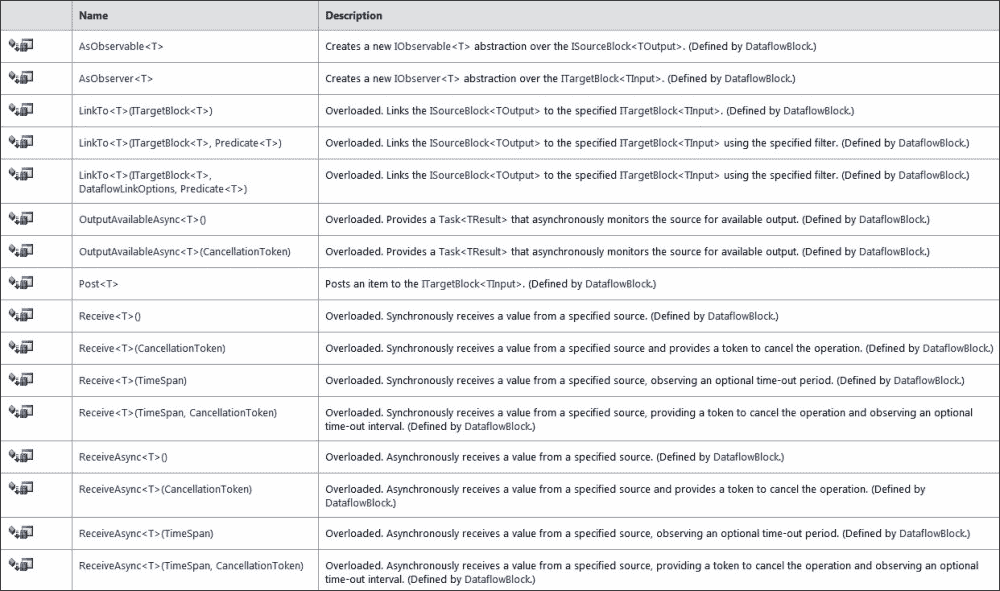 Name Description
AsObservable<T> Creates a new IObservable<T> abstraction over the ISourceBlock<TOutput>. (Defined by DataflowBlock.)
AsObserver<T> Creates a new IObserver<T> abstraction over the ITargetBlock<TInput>. (Defined by DataflowBlock.)
LinkTo<T>(ITargetBlock<T>) Overloaded. Links the ISourceBlock<TOutput> to the specified ITargetBlock<TInput>. (Defined by DataflowBlock.)
LinkTo<T>(ITargetBlock<T>, Predicate<T>) Overloaded. Links the ISourceBlock<TOutput> to the specified ITargetBlock<TInput> using the specified filter. (Defined by DataflowBlock.)
LinkTo<T>(ITargetBlock<T>, Overloaded. Links the ISourceBlock<TOutput> to the specified ITargetBlock<TInput> using the specified filter. (Defined by DataflowBlock.)
DataflowLinkOptions, Predicate<T>)
OutputAvailableAsync<T>() Overloaded. Provides a Task<TResult> that asynchronously monitors the source for available output. (Defined by DataflowBlock.)
OutputAvailableAsync<T>(CancellationToken) Overloaded. Provides a Task<TResult> that asynchronously monitors the source for available output. (Defined by DataflowBlock.)
Post<T> Posts an item to the ITargetBlock<TInput>. (Defined by DataflowBlock.)
Receive<T>() Overloaded. Synchronously receives a value from a specified source. (Defined by DataflowBlock.)
Receive<T>(CancellationToken) Overloaded. Synchronously receives a value from a specified source and provides a token to cancel the operation. (Defined by DataflowBlock.)
Receive<T>(TimeSpan) Overloaded. Synchronously receives a value from a specified source, observing an optional time-out period. (Defined by DataflowBlock.)
Receive<T>(TimeSpan, CancellationToken) Overloaded. Synchronously receives a value from a specified source, providing a token to cancel the operation and observing an optional
time-out interval. (Defined by DataflowBlock.)
ReceiveAsync<T>() Overloaded. Asynchronously receives a value from a specified source. (Defined by DataflowBlock.)
ReceiveAsync<T>(CancellationToken) Overloaded. Asynchronously receives a value from a specified source and provides a token to cancel the operation. (Defined by
DataflowBlock.)
ReceiveAsync<T>(TimeSpan) Overloaded. Asynchronously receives a value from a specified source, observing an optional time-out period. (Defined by DataflowBlock.)
ReceiveAsync<T>(TimeSpan, CancellationToken) Overloaded. Asynchronously receives a value from a specified source, providing a token to cancel the operation and observing an optional
time-out interval. (Defined by DataflowBlock.)